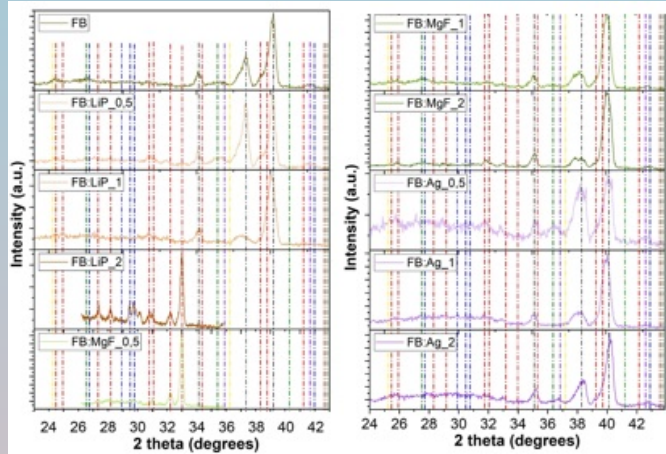 FB
FB:LiP_0,5
FB:LiP_1
FB:LiP_2
FB:MgF_0,5
Intensity (a.u.)
24 26 28 30 32 34 36 38 40 42
2 theta (degrees)
FB:MgF_1
FB:MgF_2
FB:Ag_0,5
FB:Ag_1
FB:Ag_2
Intensity (a.u.)
24 26 28 30 32 34 36 38 40 42
2 theta (degrees)